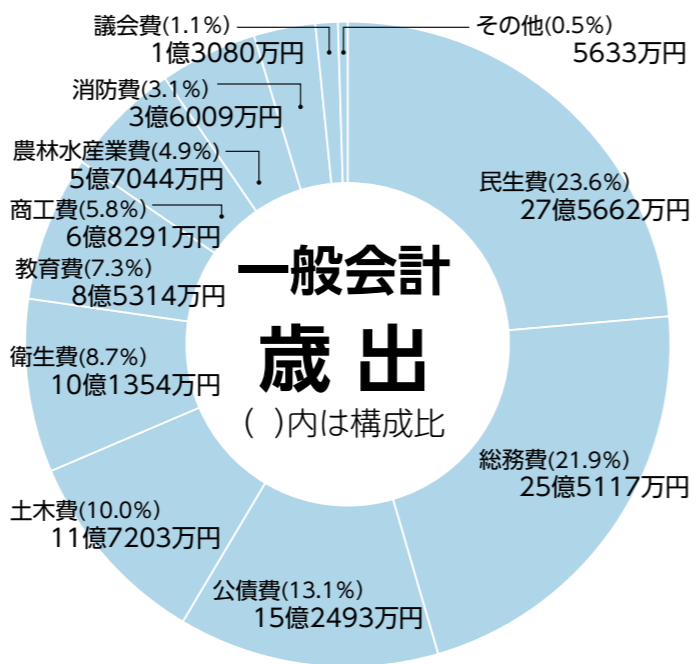 議会費(1.1%)
1億3080万円
その他(0.5%)
5633万円
消防費(3.1%)
3億6009万円
農林水産業費(4.9%)
5億7044万円
商工費(5.8%)
6億8291万円
教育費(7.3%)
8億5314万円
衛生費(8.7%)
10億1354万円
土木費(10.0%)
11億7203万円
公債費(13.1%)
15億2493万円
総務費(21.9%)
25億5117万円
民生費(23.6%)
27億5662万円
一般会計
歳出
( )内は構成比